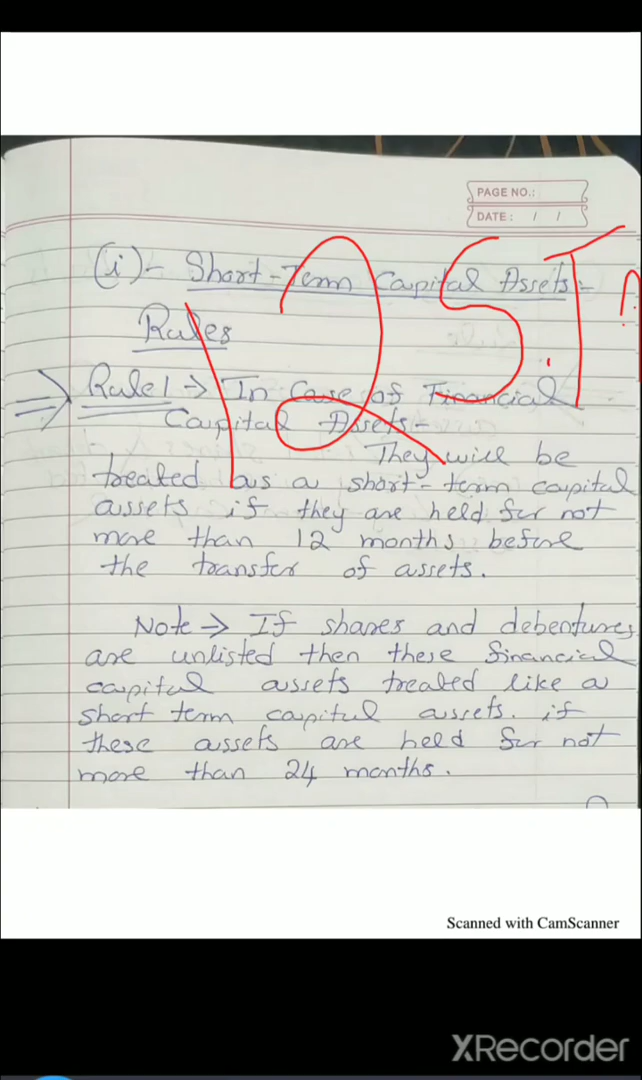 PAGE NO.:
DATE: / /
(i)- Short-Term Capital Assets:-
Rules
⇒ Rule 1 → In Case of Financial
Capital Assets-
They will be
treated as a short-term capital
assets if they are held for not
more than 12 months before
the transfer of assets.
Note → If shares and debentures
are unlisted then these financial
capital assets treated like a
short term capital assets. if
these assets are held for not
more than 24 months.
12 ST
Scanned with CamScanner
XRecorder